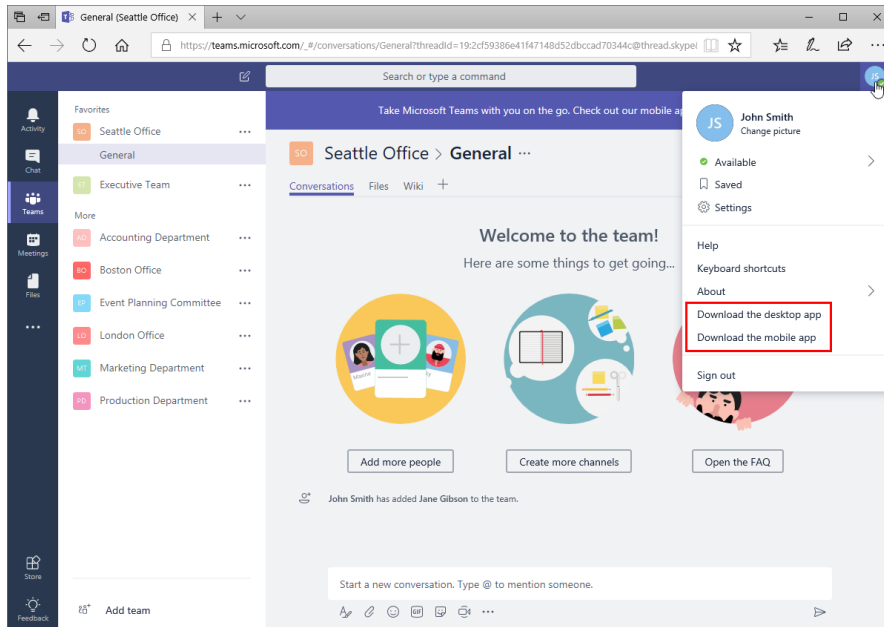 General (Seattle Office)
https://teams.microsoft.com/_#/conversations/General?threadId=19:2cf59386e41f47148d52dbccad70344c@thread.skype
Search or type a command
JS
Take Microsoft Teams with you on the go. Check out our mobile a
Activity
Chat
Teams
Meetings
Files
Store
Feedback
Favorites
SO Seattle Office
General
ET Executive Team
More
AD Accounting Department
BO Boston Office
EP Event Planning Committee
LO London Office
MT Marketing Department
PD Production Department
Add team
SO Seattle Office > General
Conversations Files Wiki
Welcome to the team!
Here are some things to get going...
Maxine
Add more people
Create more channels
Open the FAQ
John Smith has added Jane Gibson to the team.
Start a new conversation. Type @ to mention someone.
GIF
JS
John Smith
Change picture
Available
Saved
Settings
Help
Keyboard shortcuts
About
Download the desktop app
Download the mobile app
Sign out